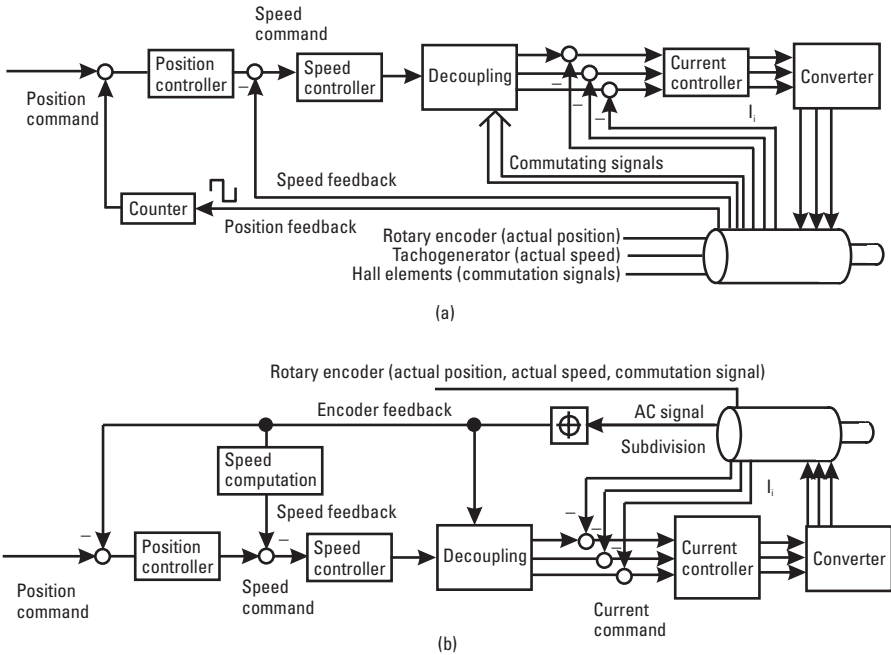 Speed
command
Position
controller
Speed
controller
Decoupling
Current
controller
Converter
Position
command
–
–
–
–
I_i
Commutating signals
Speed feedback
Counter
Position feedback
Rotary encoder (actual position)
Tachogenerator (actual speed)
Hall elements (commutation signals)
(a)
Rotary encoder (actual position, actual speed, commutation signal)
Encoder feedback
AC signal
Subdivision
Speed
computation
I_i
Speed feedback
–
–
–
–
–
Position
controller
Speed
controller
Decoupling
Current
controller
Converter
Position
command
Speed
command
Current
command
(b)